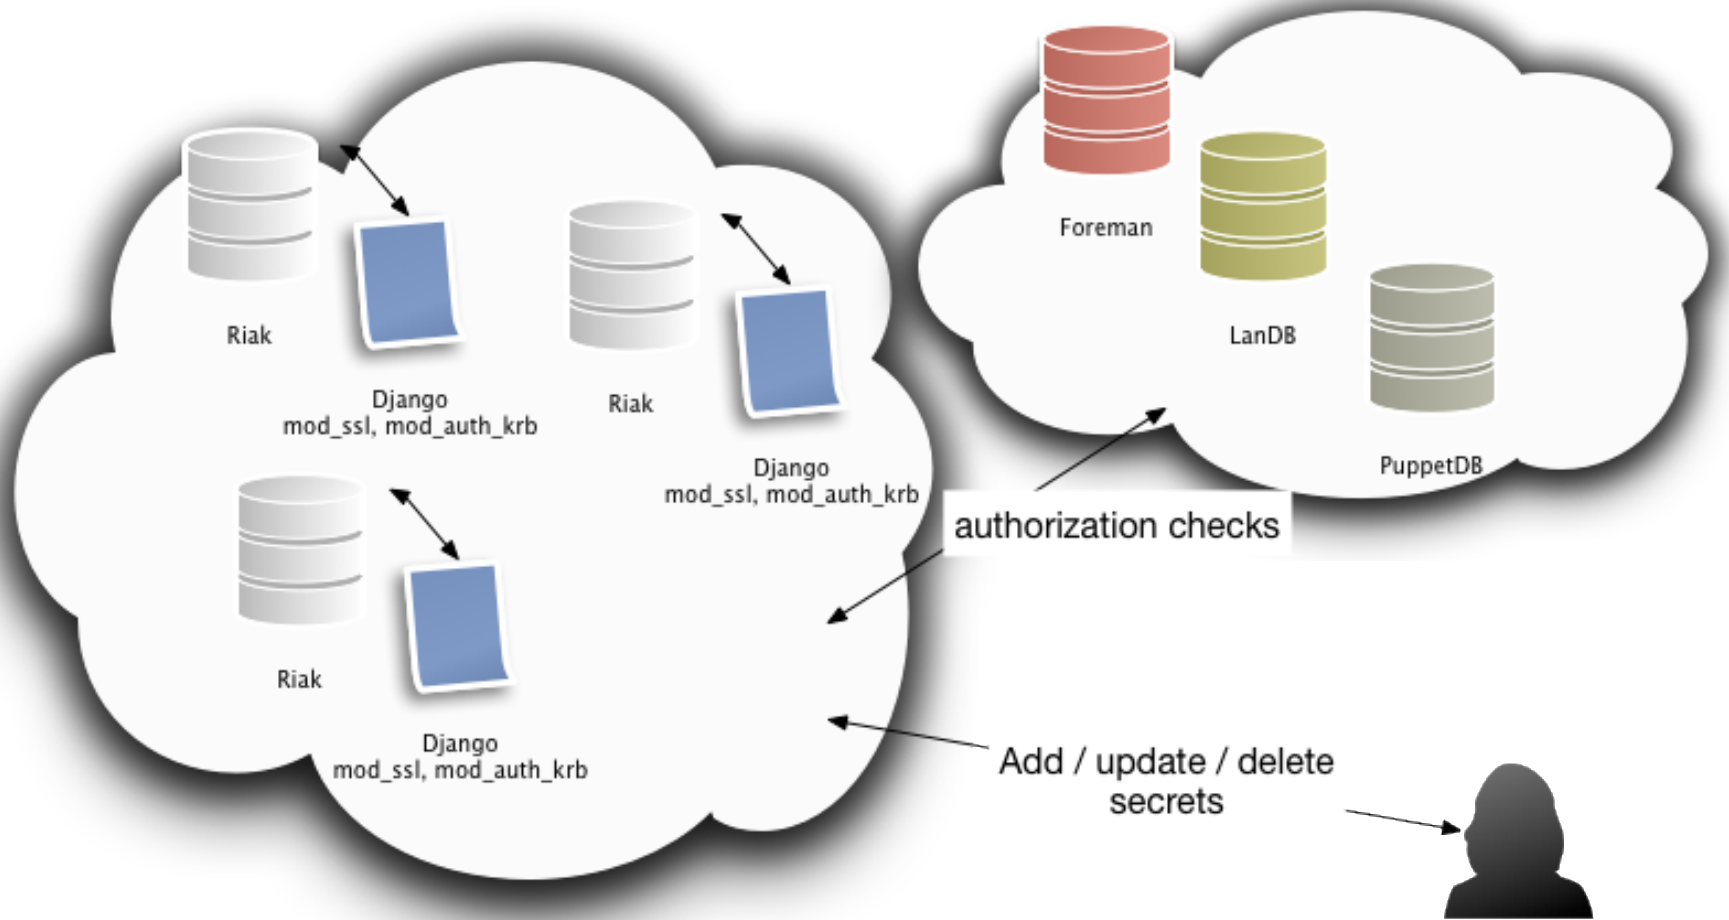 Foreman
LanDB
PuppetDB
Riak
Django
mod_ssl, mod_auth_krb
Riak
Django
mod_ssl, mod_auth_krb
Riak
Django
mod_ssl, mod_auth_krb
authorization checks
Add / update / delete
secrets